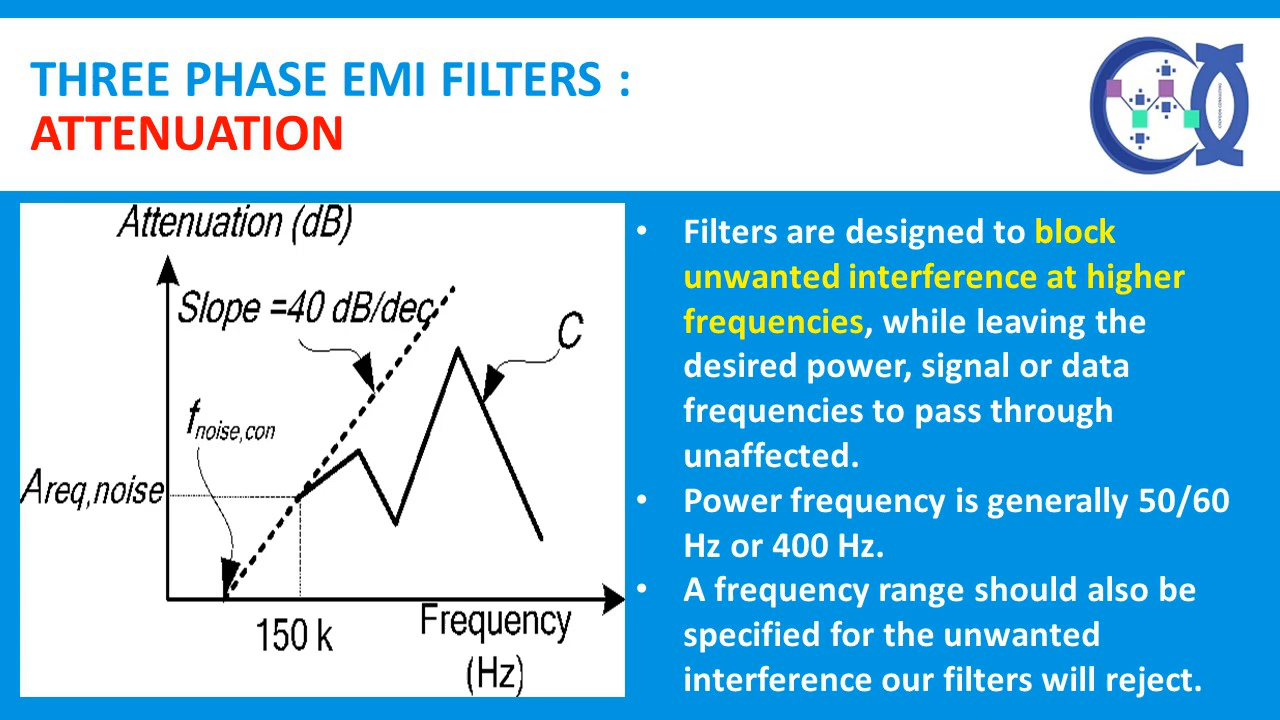 THREE PHASE EMI FILTERS :
ATTENUATION
Attenuation (dB)
Slope =40 dB/dec
C
fnoise,con
Areq,noise
150 k
Frequency
(Hz)
• Filters are designed to block
unwanted interference at higher
frequencies, while leaving the
desired power, signal or data
frequencies to pass through
unaffected.
• Power frequency is generally 50/60
Hz or 400 Hz.
• A frequency range should also be
specified for the unwanted
interference our filters will reject.